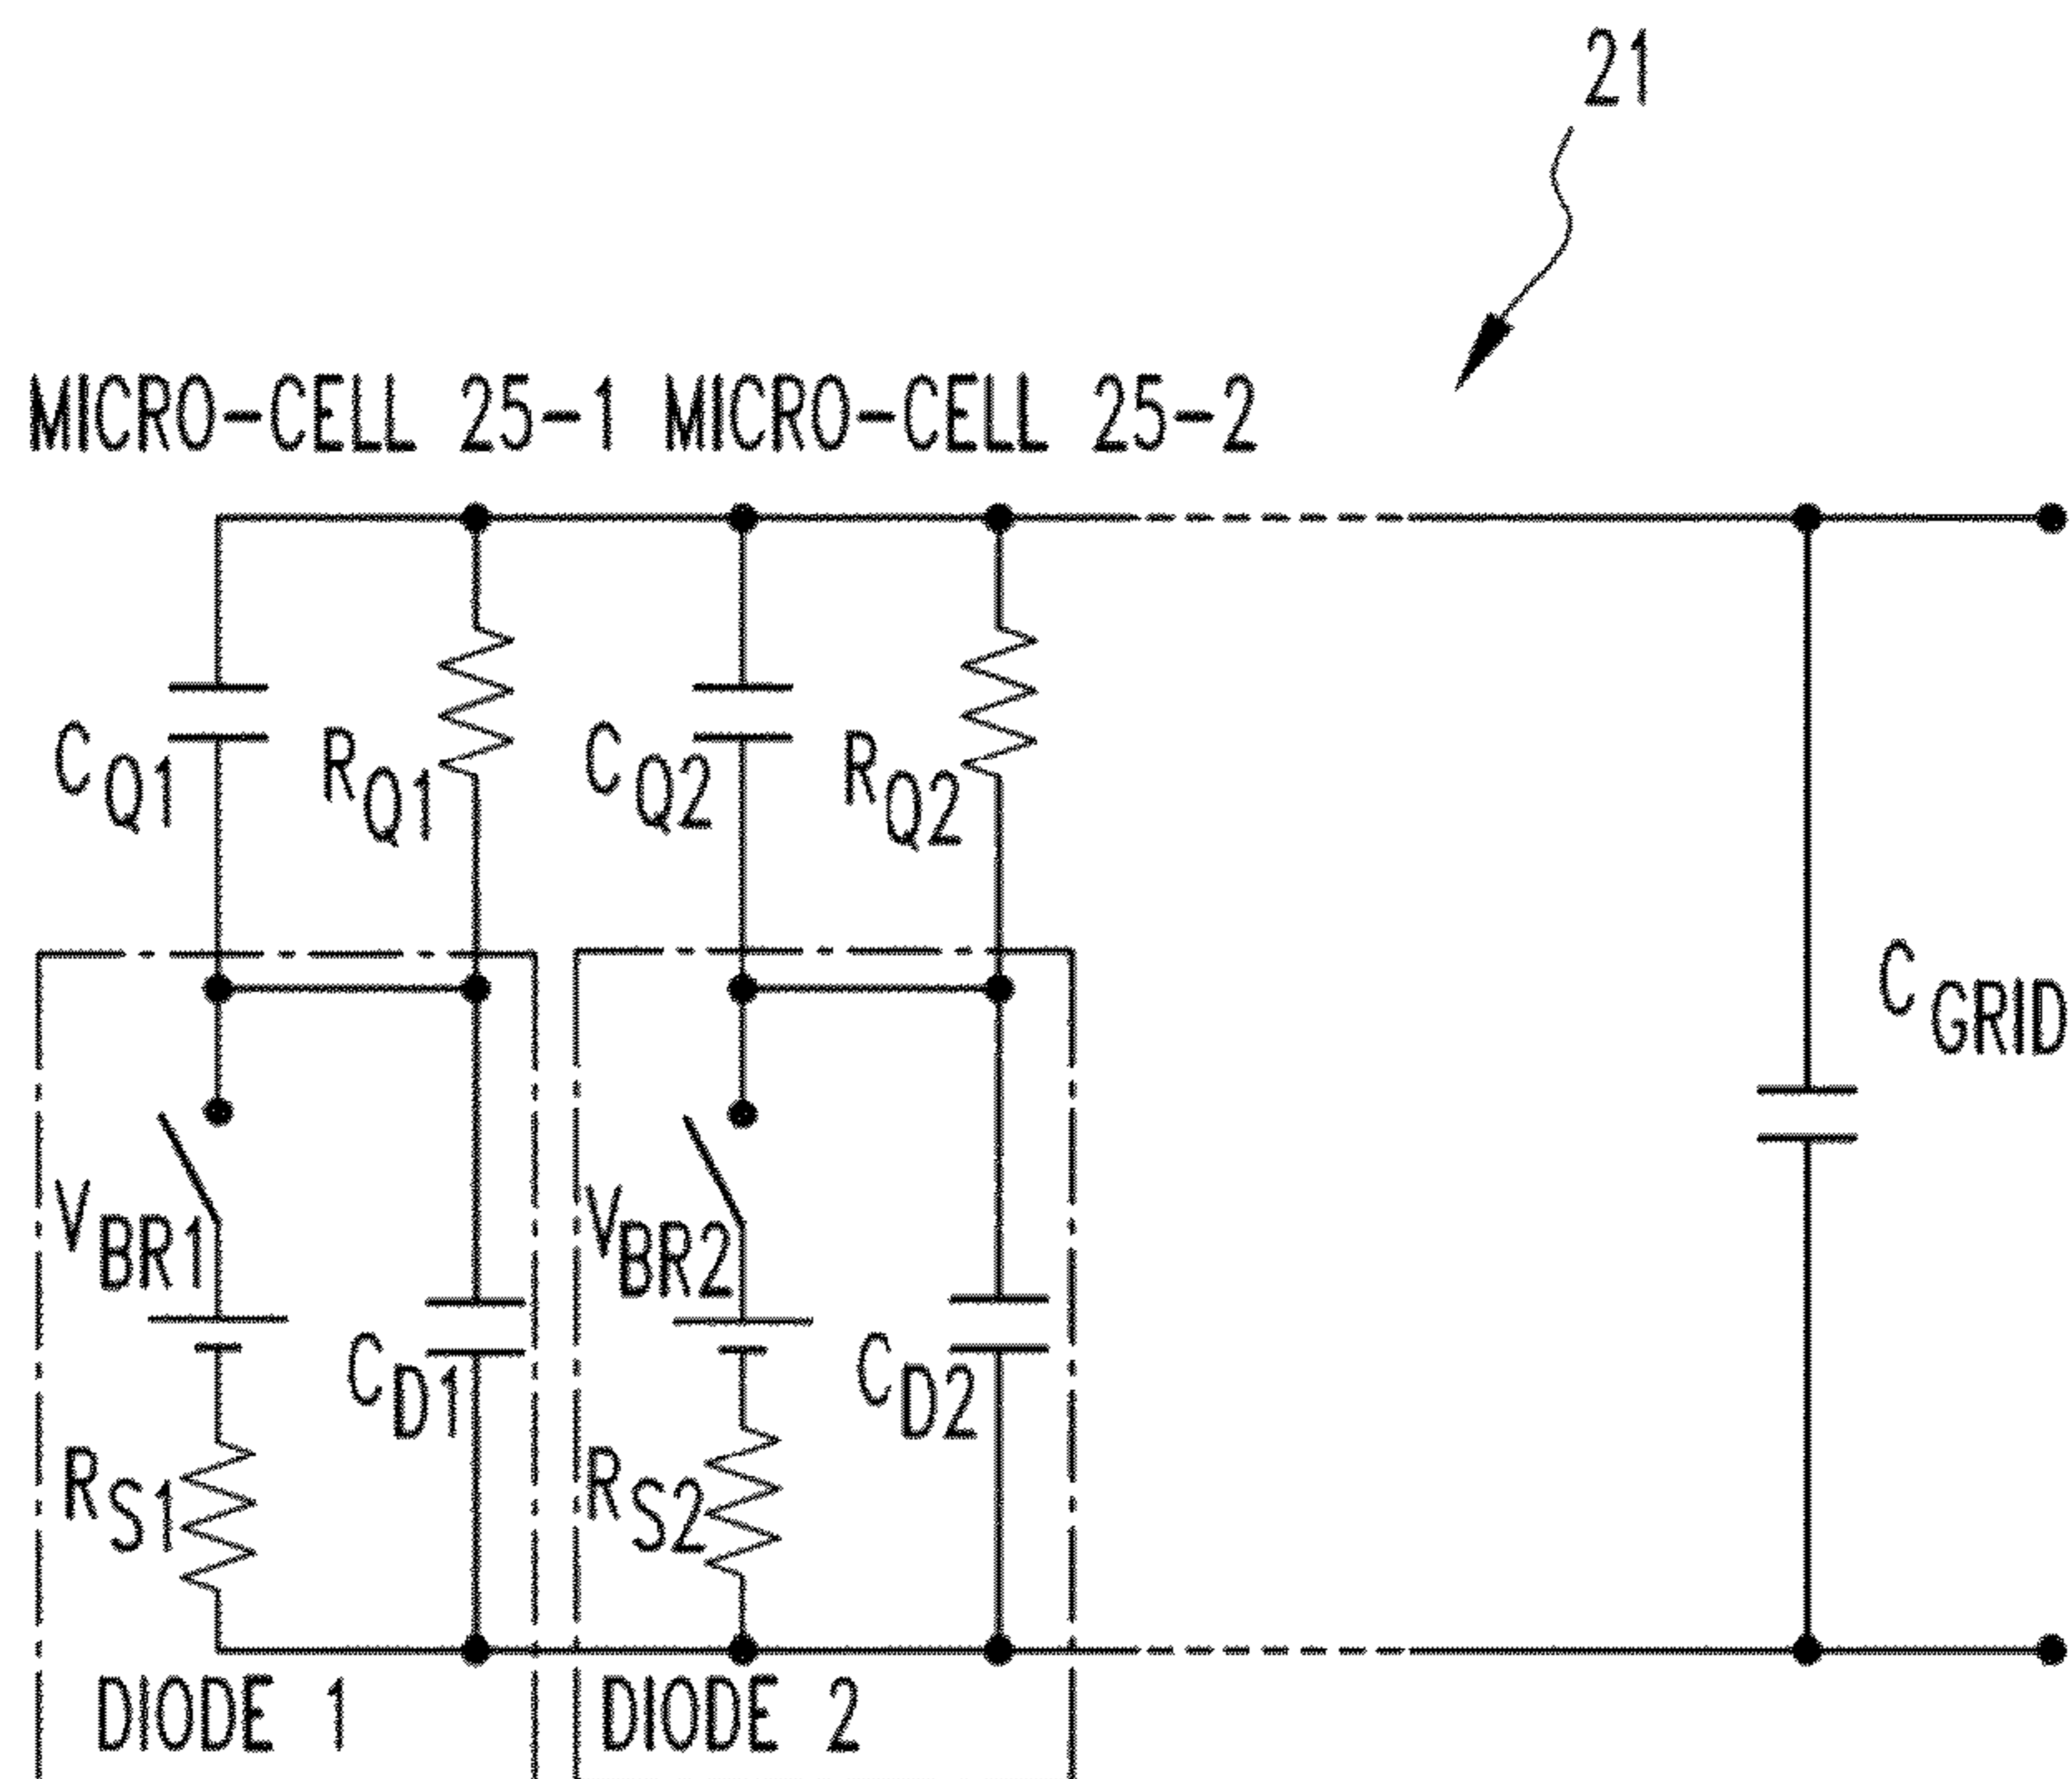 21
MICRO-CELL 25-1 MICRO-CELL 25-2
CQ1
RQ1
CQ2
RQ2
CGRID
VBR1
VBR2
CD1
CD2
RS1
RS2
DIODE 1
DIODE 2